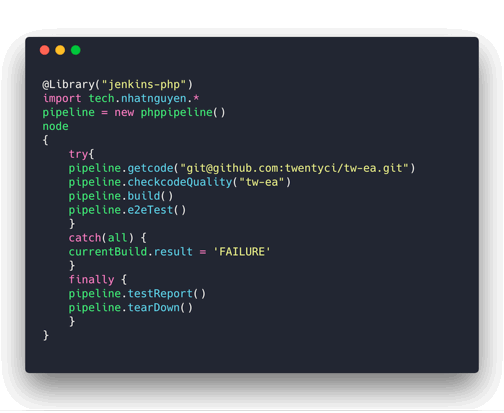 @Library("jenkins-php")
import tech.nhatnguyen.*
pipeline = new phppipeline()
node
{
    try{
    pipeline.getcode("git@github.com:twentyci/tw-ea.git")
    pipeline.checkcodeQuality("tw-ea")
    pipeline.build()
    pipeline.e2eTest()
    }
    catch(all) {
    currentBuild.result = 'FAILURE'
    }
    finally {
    pipeline.testReport()
    pipeline.tearDown()
    }
}